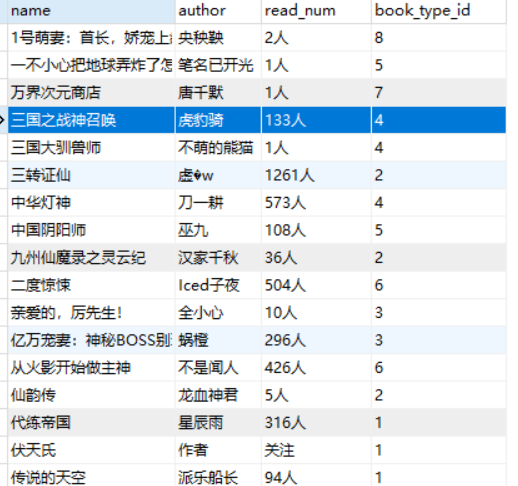 name author read_num book_type_id
1号萌妻：首长，娇宠上 央秧鞅 2人 8
一不小心把地球弄炸了怎 笔名已开光 1人 5
万界次元商店 唐千默 1人 7
三国之战神召唤 虎豹骑 133人 4
三国大驯兽师 不萌的熊猫 1人 4
三转证仙 虚�w 1261人 2
中华灯神 刀一耕 573人 4
中国阴阳师 巫九 108人 5
九州仙魔录之灵云纪 汉家千秋 36人 2
二度惊悚 Iced子夜 504人 6
亲爱的，厉先生！ 全小心 10人 3
亿万宠妻：神秘BOSS别 娲橙 296人 3
从火影开始做主神 不是闻人 426人 6
仙韵传 龙血神君 5人 2
代练帝国 星辰雨 316人 1
伏天氏 作者 关注 1
传说的天空 派乐船长 94人 1